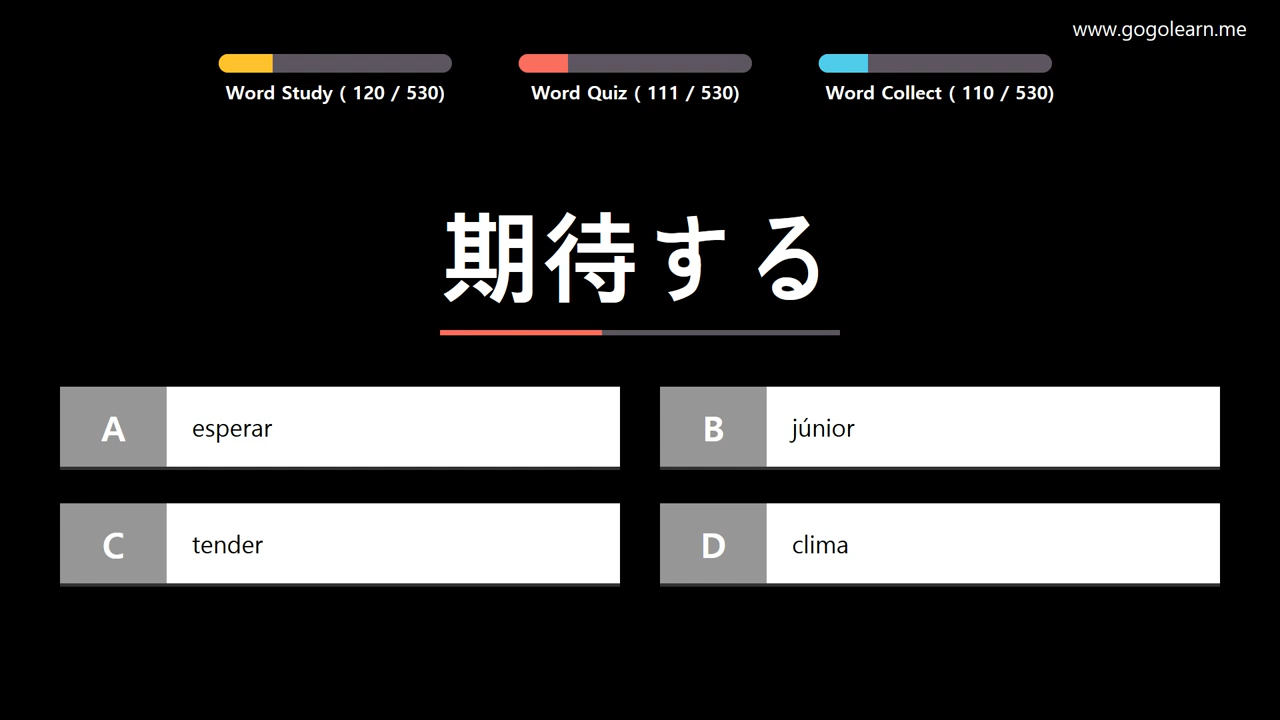 www.gogolearn.me
Word Study ( 120 / 530)
Word Quiz ( 111 / 530)
Word Collect ( 110 / 530)
期待する
A esperar
B júnior
C tender
D clima